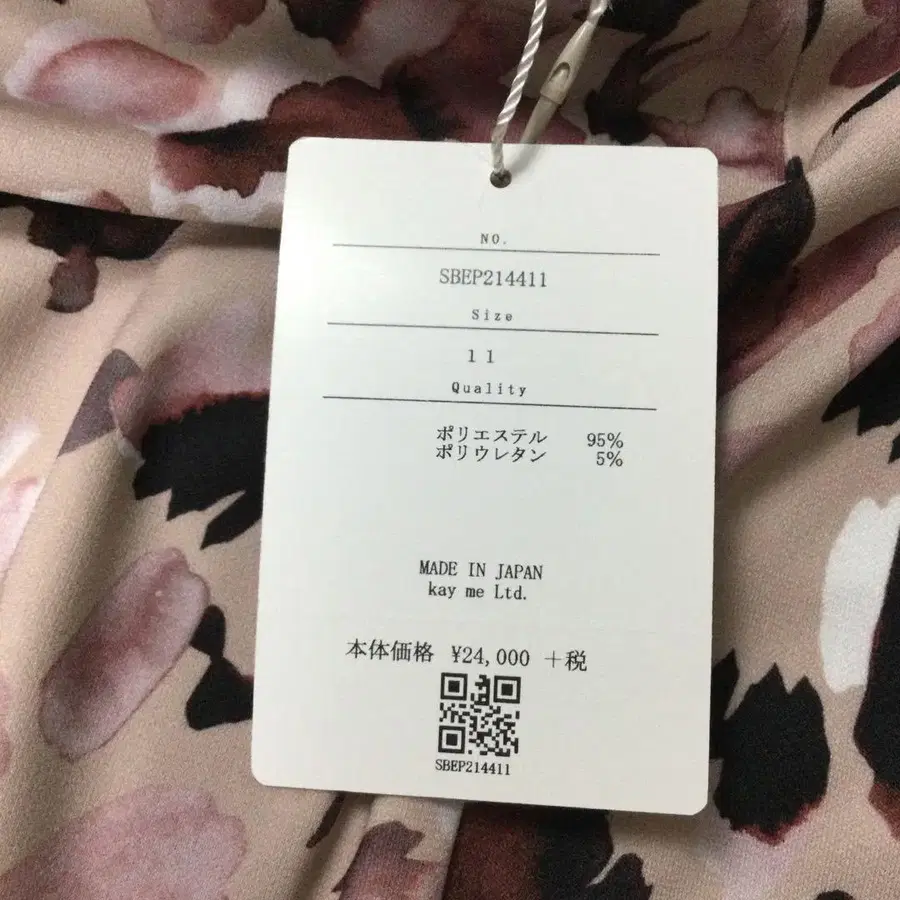 NO.
SBEP214411
Size
11
Quality
ポリエステル 95%
ポリウレタン 5%
MADE IN JAPAN
kay me Ltd.
本体価格 ¥24,000 +税
SBEP214411